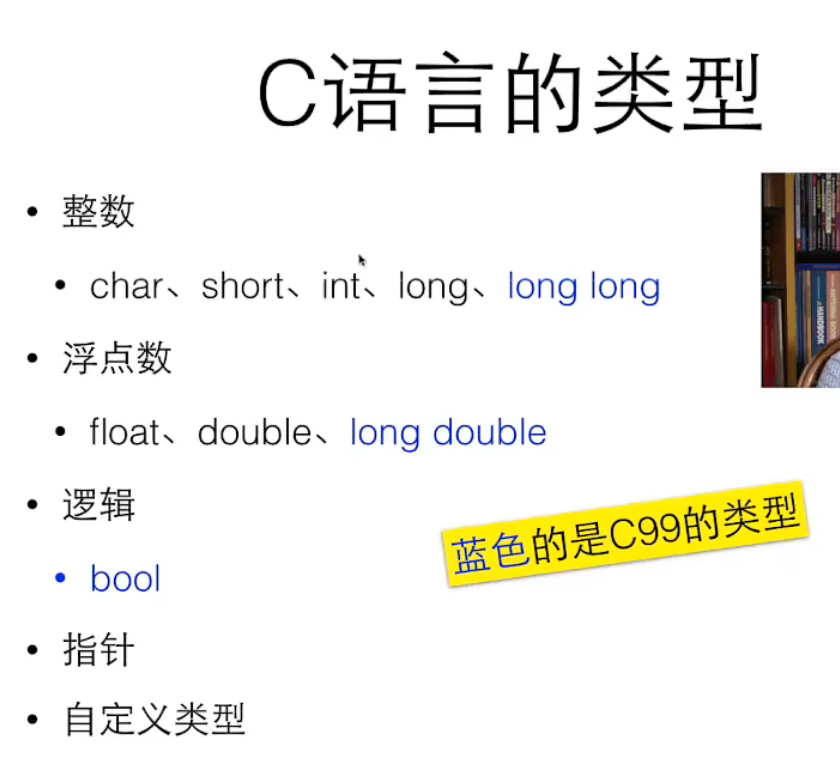 C语言的类型
• 整数
• char、short、int、long、long long
• 浮点数
• float、double、long double
• 逻辑
• bool
蓝色的是C99的类型
• 指针
• 自定义类型
HANDBOOK